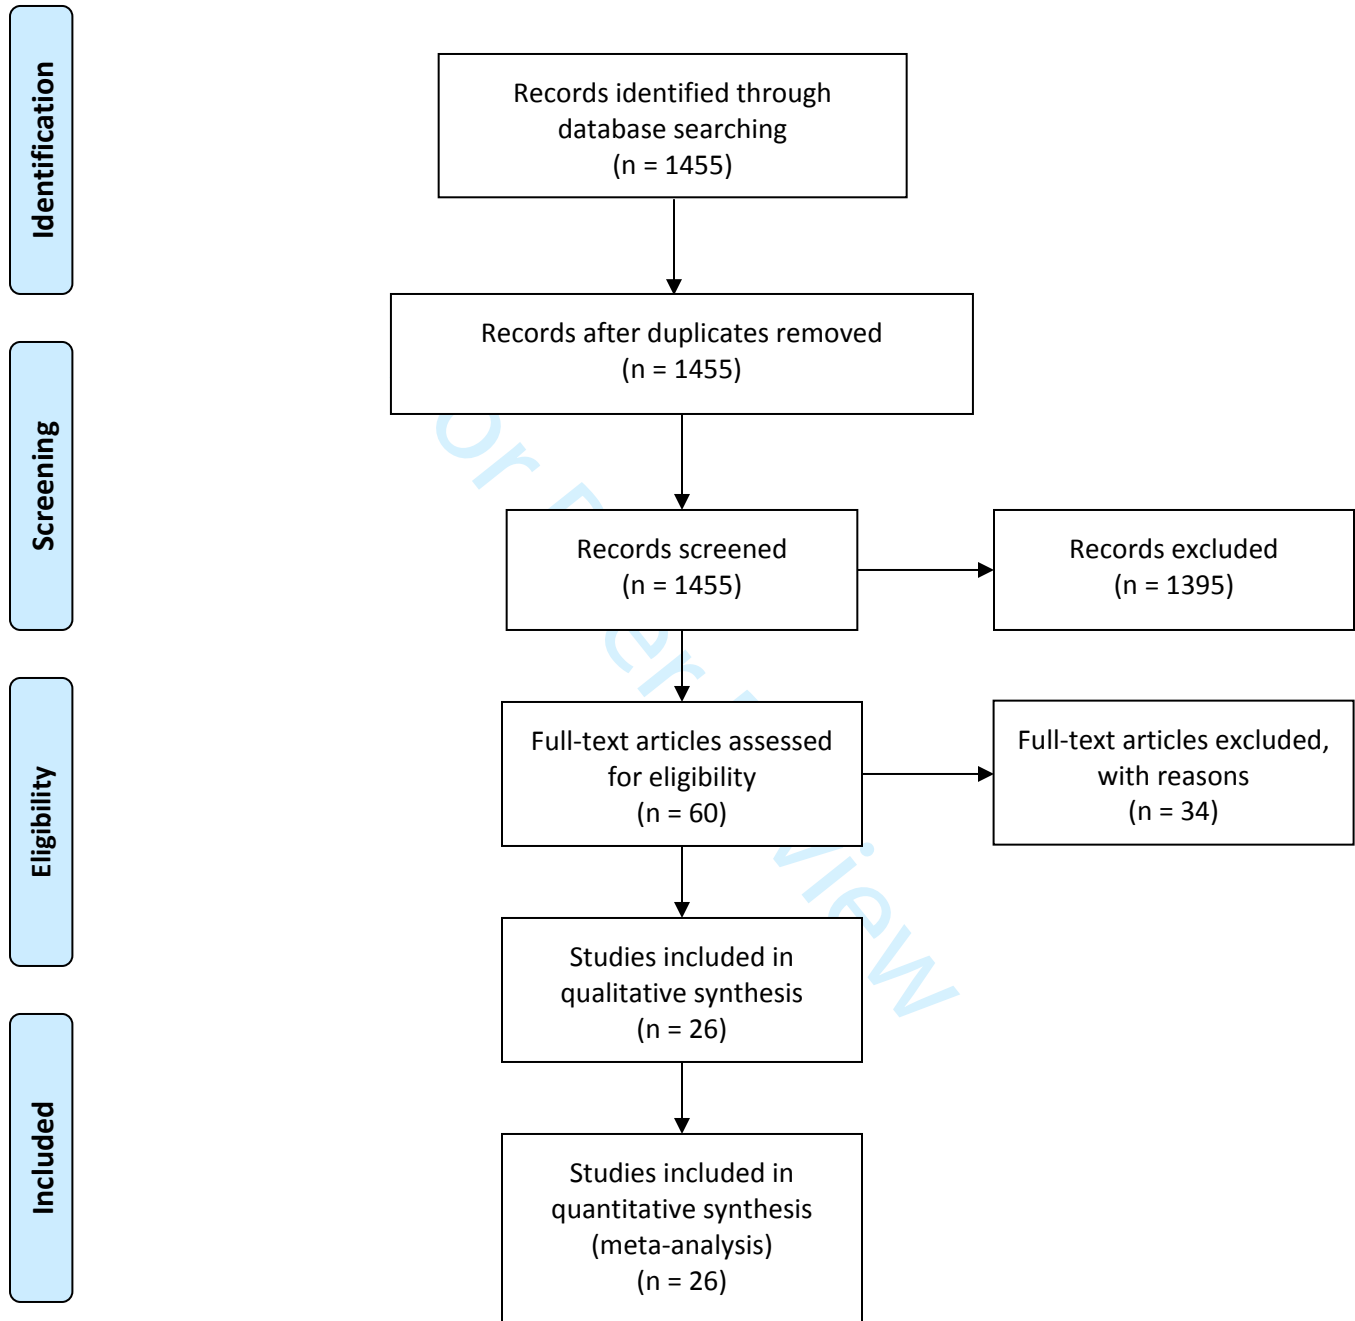 Identification
Records identified through
database searching
(n = 1455)
Records after duplicates removed
(n = 1455)
Screening
Records screened
(n = 1455)
Records excluded
(n = 1395)
Eligibility
Full-text articles assessed
for eligibility
(n = 60)
Full-text articles excluded,
with reasons
(n = 34)
Studies included in
qualitative synthesis
(n = 26)
Included
Studies included in
quantitative synthesis
(meta-analysis)
(n = 26)